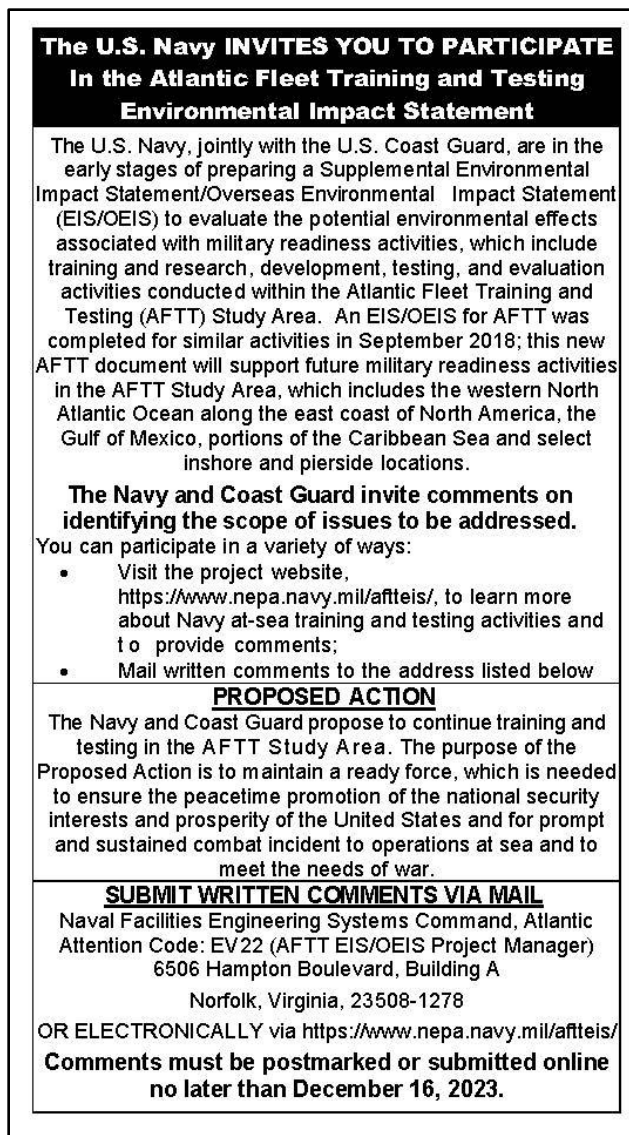 The U.S. Navy INVITES YOU TO PARTICIPATE
In the Atlantic Fleet Training and Testing
Environmental Impact Statement
The U.S. Navy, jointly with the U.S. Coast Guard, are in the
early stages of preparing a Supplemental Environmental
Impact Statement/Overseas Environmental Impact Statement
(EIS/OEIS) to evaluate the potential environmental effects
associated with military readiness activities, which include
training and research, development, testing, and evaluation
activities conducted within the Atlantic Fleet Training and
Testing (AFTT) Study Area. An EIS/OEIS for AFTT was
completed for similar activities in September 2018; this new
AFTT document will support future military readiness activities
in the AFTT Study Area, which includes the western North
Atlantic Ocean along the east coast of North America, the
Gulf of Mexico, portions of the Caribbean Sea and select
inshore and pierside locations.
The Navy and Coast Guard invite comments on
identifying the scope of issues to be addressed.
You can participate in a variety of ways:
• Visit the project website,
https://www.nepa.navy.mil/aftteis/, to learn more
about Navy at-sea training and testing activities and
to provide comments;
• Mail written comments to the address listed below
PROPOSED ACTION
The Navy and Coast Guard propose to continue training and
testing in the AFTT Study Area. The purpose of the
Proposed Action is to maintain a ready force, which is needed
to ensure the peacetime promotion of the national security
interests and prosperity of the United States and for prompt
and sustained combat incident to operations at sea and to
meet the needs of war.
SUBMIT WRITTEN COMMENTS VIA MAIL
Naval Facilities Engineering Systems Command, Atlantic
Attention Code: EV22 (AFTT EIS/OEIS Project Manager)
6506 Hampton Boulevard, Building A
Norfolk, Virginia, 23508-1278
OR ELECTRONICALLY via https://www.nepa.navy.mil/aftteis/
Comments must be postmarked or submitted online
no later than December 16, 2023.